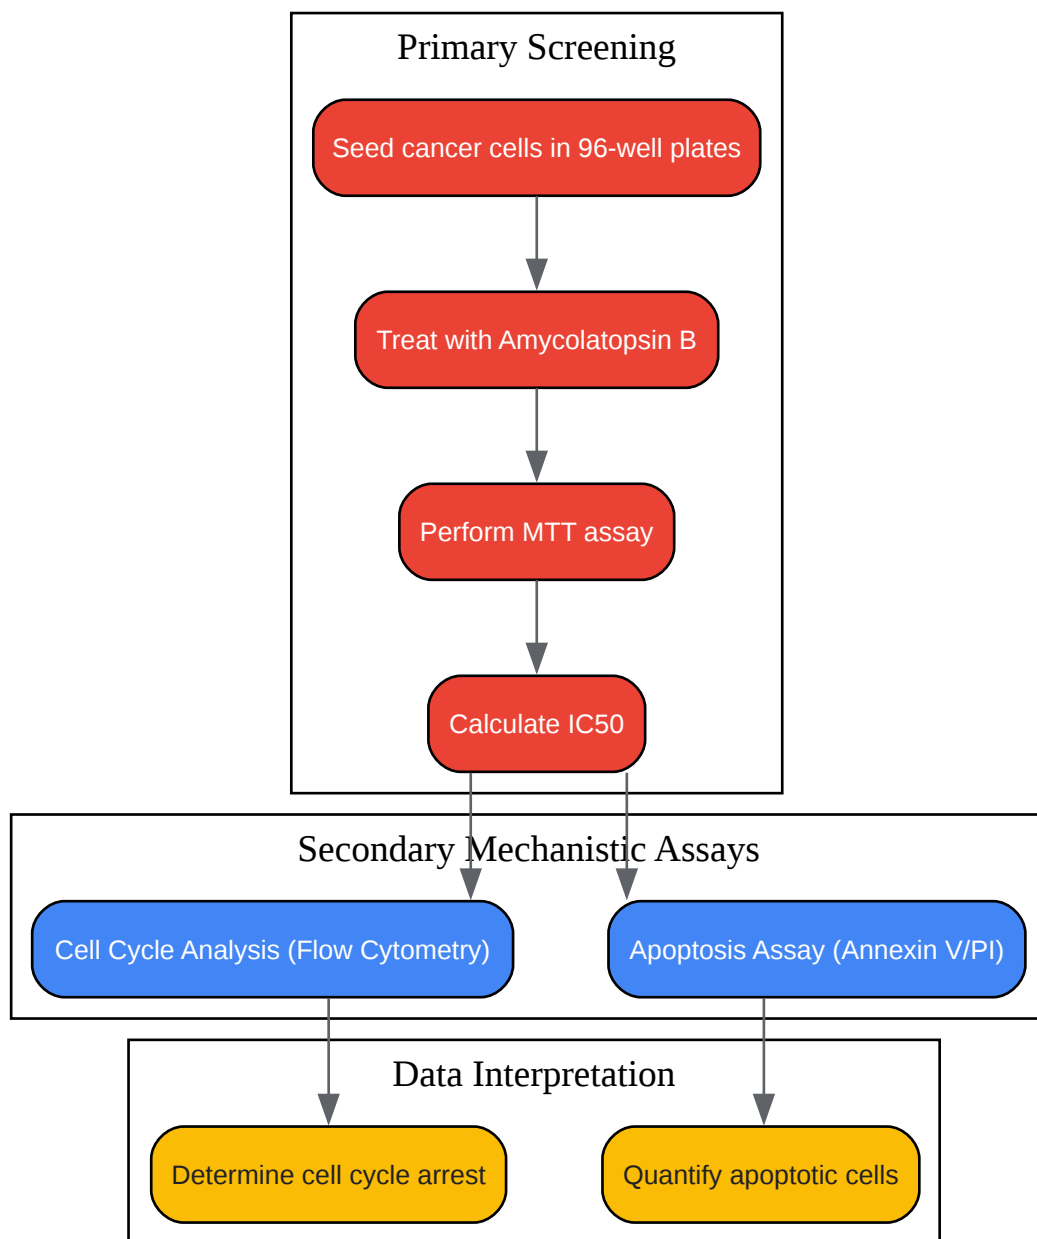 Primary Screening
Seed cancer cells in 96-well plates
Treat with Amycolatopsin B
Perform MTT assay
Calculate IC50
Secondary Mechanistic Assays
Cell Cycle Analysis (Flow Cytometry)
Apoptosis Assay (Annexin V/PI)
Data Interpretation
Determine cell cycle arrest
Quantify apoptotic cells